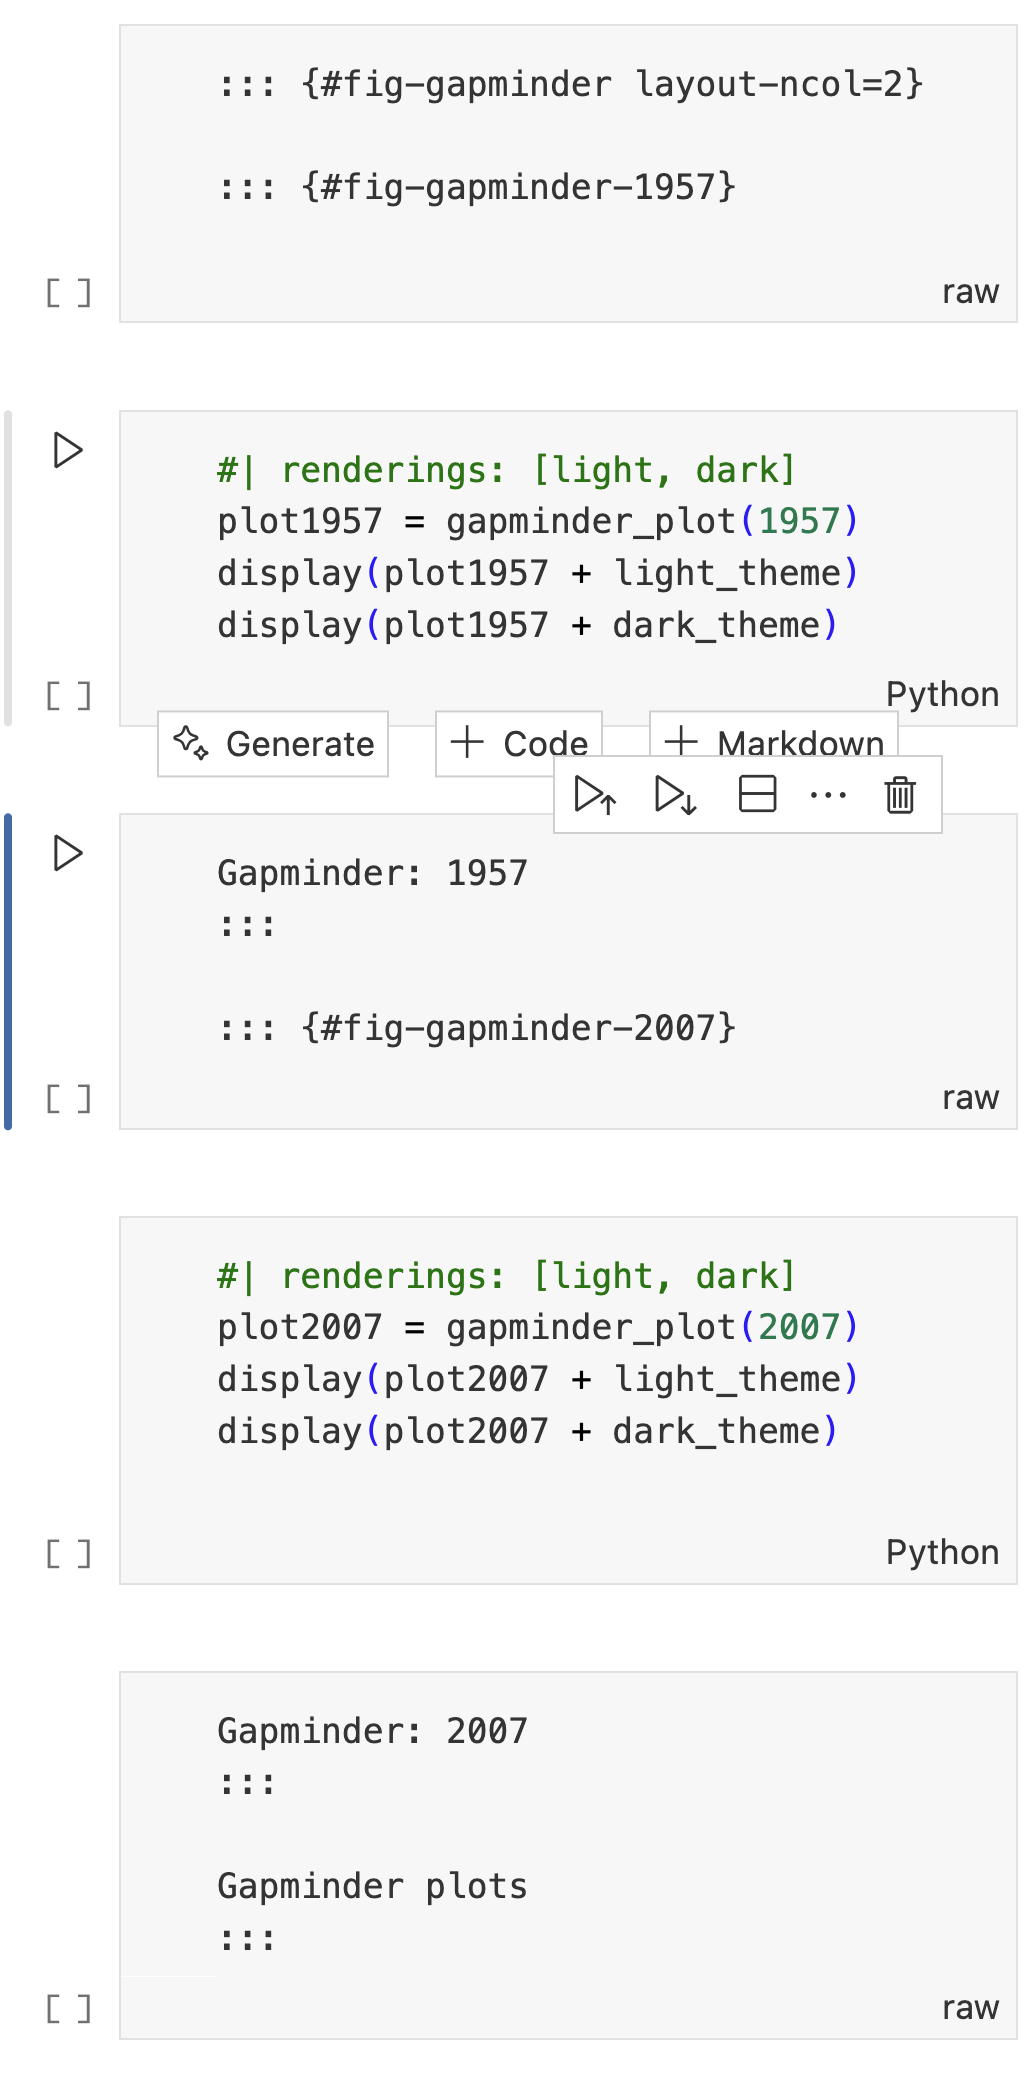 ::: {#fig-gapminder layout-ncol=2}
::: {#fig-gapminder-1957}
[ ]
raw
#| renderings: [light, dark]
plot1957 = gapminder_plot(1957)
display(plot1957 + light_theme)
display(plot1957 + dark_theme)
[ ]
Python
Generate
+ Code
+ Markdown
Gapminder: 1957
:::
::: {#fig-gapminder-2007}
[ ]
raw
#| renderings: [light, dark]
plot2007 = gapminder_plot(2007)
display(plot2007 + light_theme)
display(plot2007 + dark_theme)
[ ]
Python
Gapminder: 2007
:::
Gapminder plots
:::
[ ]
raw